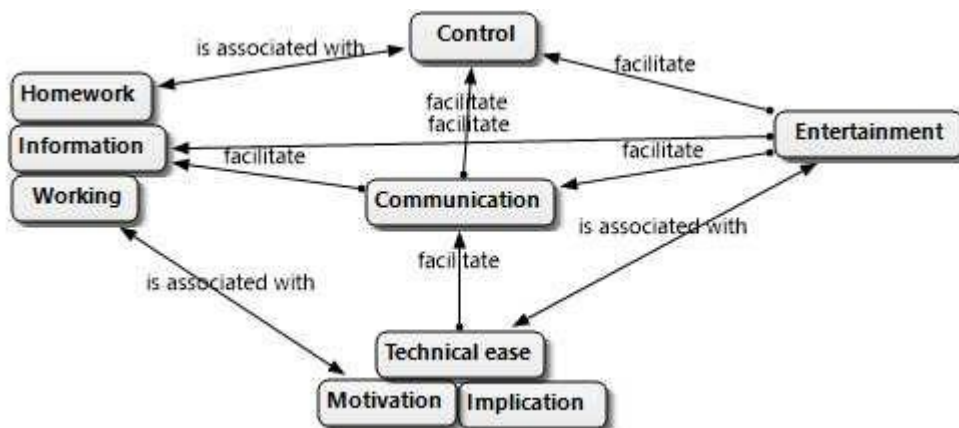 Control
is associated with
facilitate
Homework
facilitate
facilitate
Entertainment
Information
facilitate
facilitate
Working
Communication
is associated with
facilitate
is associated with
Technical ease
Motivation
Implication